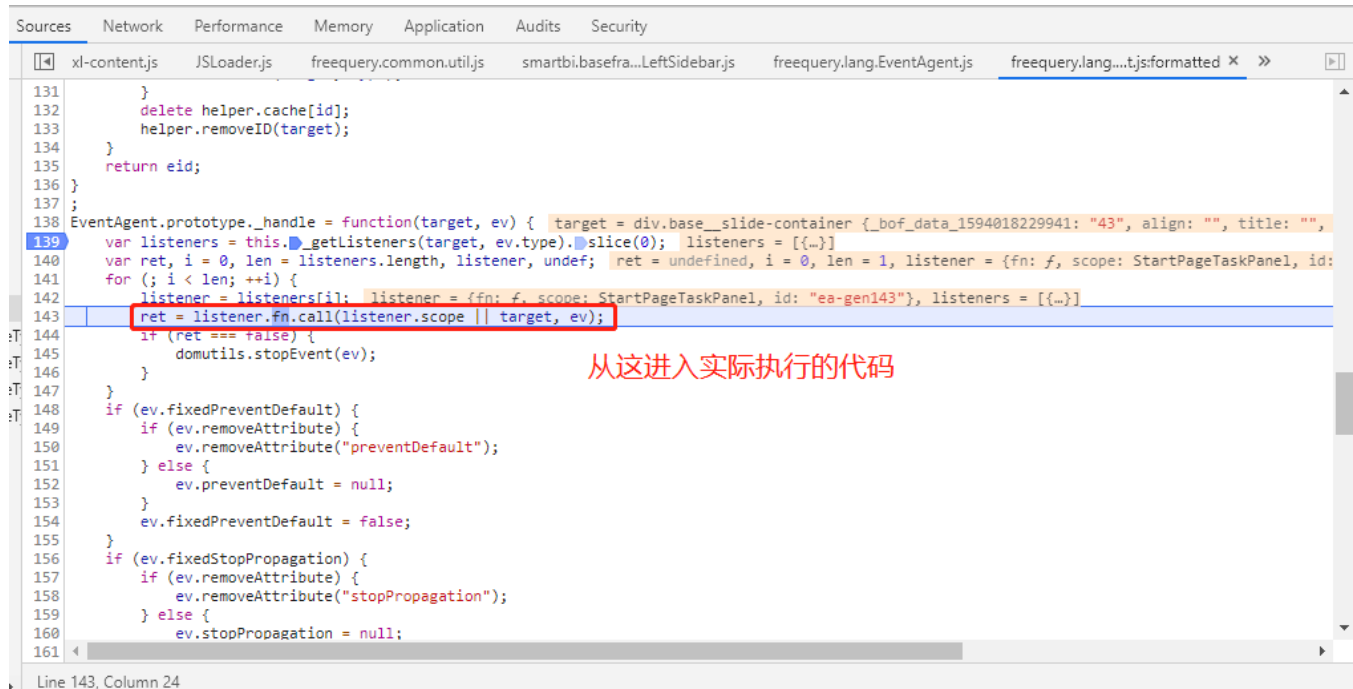 Sources Network Performance Memory Application Audits Security
xl-content.js JSLoader.js freequery.common.util.js smartbi.basefra...LeftSidebar.js freequery.lang.EventAgent.js freequery.lang....t.js:formatted × »
131 }
132 delete helper.cache[id];
133 helper.removeID(target);
134 }
135 return eid;
136 }
137 ;
138 EventAgent.prototype._handle = function(target, ev) { target = div.base__slide-container {_bof_data_1594018229941: "43", align: "", title: "",
139 var listeners = this._getListeners(target, ev.type).slice(0); listeners = [{…}]
140 var ret, i = 0, len = listeners.length, listener, undef; ret = undefined, i = 0, len = 1, listener = {fn: ƒ, scope: StartPageTaskPanel, id:
141 for (; i < len; ++i) {
142 listener = listeners[i]; listener = {fn: ƒ, scope: StartPageTaskPanel, id: "ea-gen143"}, listeners = [{…}]
143 ret = listener.fn.call(listener.scope || target, ev);
eT 144 if (ret === false) {
eT 145 domutils.stopEvent(ev);
146 }
eT 147 }
从这进入实际执行的代码
eT 148 if (ev.fixedPreventDefault) {
149 if (ev.removeAttribute) {
150 ev.removeAttribute("preventDefault");
151 } else {
152 ev.preventDefault = null;
153 }
154 ev.fixedPreventDefault = false;
155 }
156 if (ev.fixedStopPropagation) {
157 if (ev.removeAttribute) {
158 ev.removeAttribute("stopPropagation");
159 } else {
160 ev.stopPropagation = null;
161
Line 143, Column 24